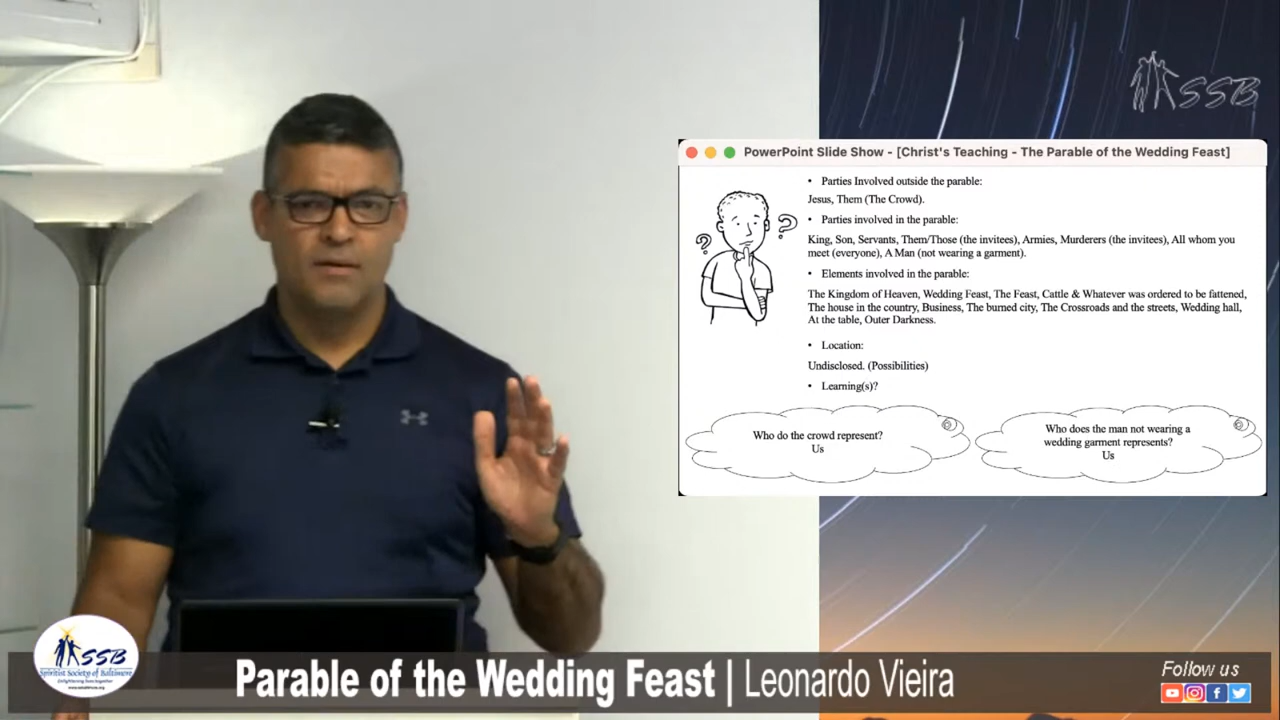 SSB
PowerPoint Slide Show - [Christ's Teaching - The Parable of the Wedding Feast]
• Parties Involved outside the parable:
Jesus, Them (The Crowd).
• Parties involved in the parable:
King, Son, Servants, Them/Those (the invitees), Armies, Murderers (the invitees), All whom you
meet (everyone), A Man (not wearing a garment).
• Elements involved in the parable:
The Kingdom of Heaven, Wedding Feast, The Feast, Cattle & Whatever was ordered to be fattened,
The house in the country, Business, The burned city, The Crossroads and the streets, Wedding hall,
At the table, Outer Darkness.
• Location:
Undisclosed. (Possibilities)
• Learning(s)?
Who do the crowd represent?
Us
Who does the man not wearing a
wedding garment represents?
Us
SSB
Spiritist Society of Baltimore
Parable of the Wedding Feast | Leonardo Vieira
Follow us